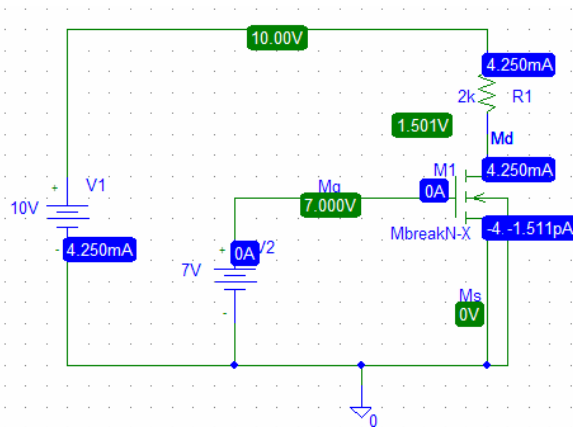 10.00V
4.250mA
2k
R1
1.501V
Md
M1
4.250mA
+
V1
0A
Mg
7.000V
10V
MbreakN-X
-4.
-1.511pA
-
4.250mA
+
0A
V2
7V
Ms
0V
-
0